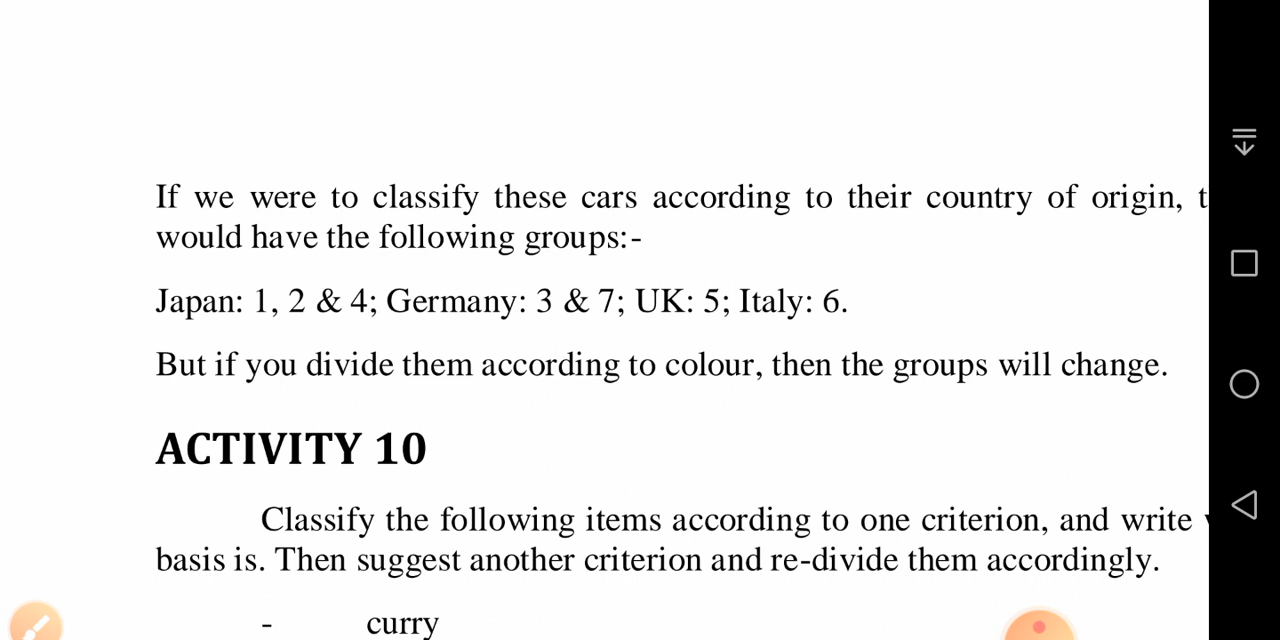 If we were to classify these cars according to their country of origin,
would have the following groups:-
Japan: 1, 2 & 4; Germany: 3 & 7; UK: 5; Italy: 6.
But if you divide them according to colour, then the groups will change.
ACTIVITY 10
Classify the following items according to one criterion, and write
basis is. Then suggest another criterion and re-divide them accordingly.
- curry